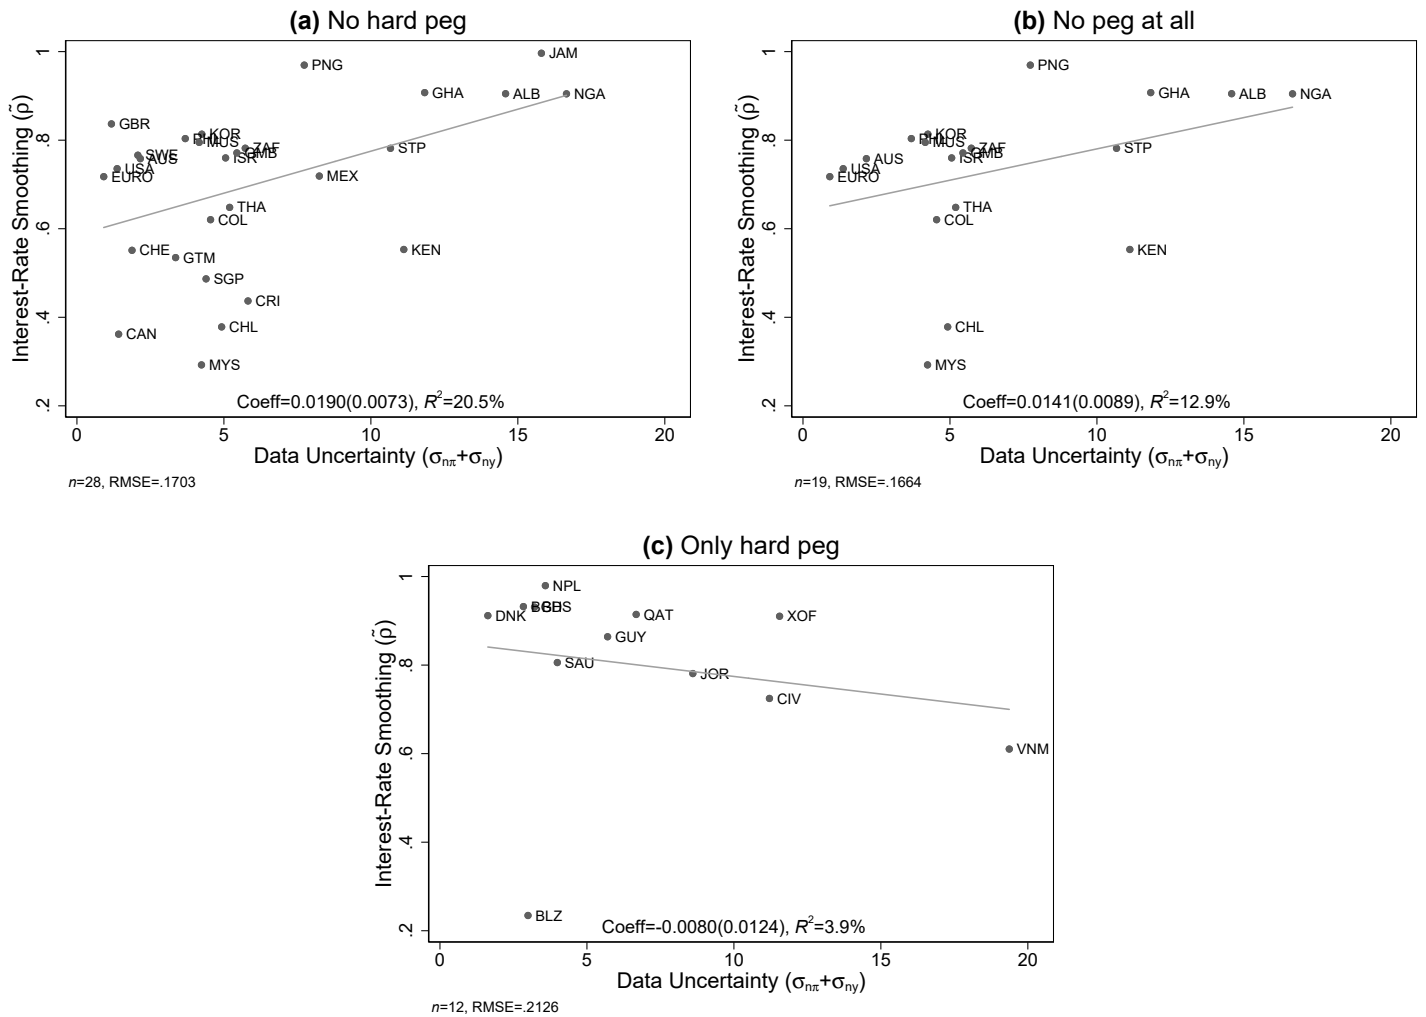 (a) No hard peg
Interest-Rate Smoothing (ρ̃)
1
.8
.6
.4
.2
JAM
PNG
GHA
ALB
NGA
GBR
KOR
PHL
MUS
ZAF
STP
SWE
AUS
GMB
ISR
USA
EURO
MEX
THA
COL
CHE
GTM
KEN
SGP
CRI
CAN
CHL
MYS
Coeff=0.0190(0.0073), R²=20.5%
0 5 10 15 20
Data Uncertainty (σnπ+σny)
n=28, RMSE=.1703
(b) No peg at all
Interest-Rate Smoothing (ρ̃)
1
.8
.6
.4
.2
PNG
GHA
ALB
NGA
KOR
PHL
MUS
ZAF
STP
GMB
AUS
ISR
USA
EURO
THA
COL
KEN
CHL
MYS
Coeff=0.0141(0.0089), R²=12.9%
0 5 10 15 20
Data Uncertainty (σnπ+σny)
n=19, RMSE=.1664
(c) Only hard peg
Interest-Rate Smoothing (ρ̃)
1
.8
.6
.4
.2
NPL
DNK
QAT
XOF
GUY
SAU
JOR
CIV
VNM
BLZ
Coeff=-0.0080(0.0124), R²=3.9%
0 5 10 15 20
Data Uncertainty (σnπ+σny)
n=12, RMSE=.2126